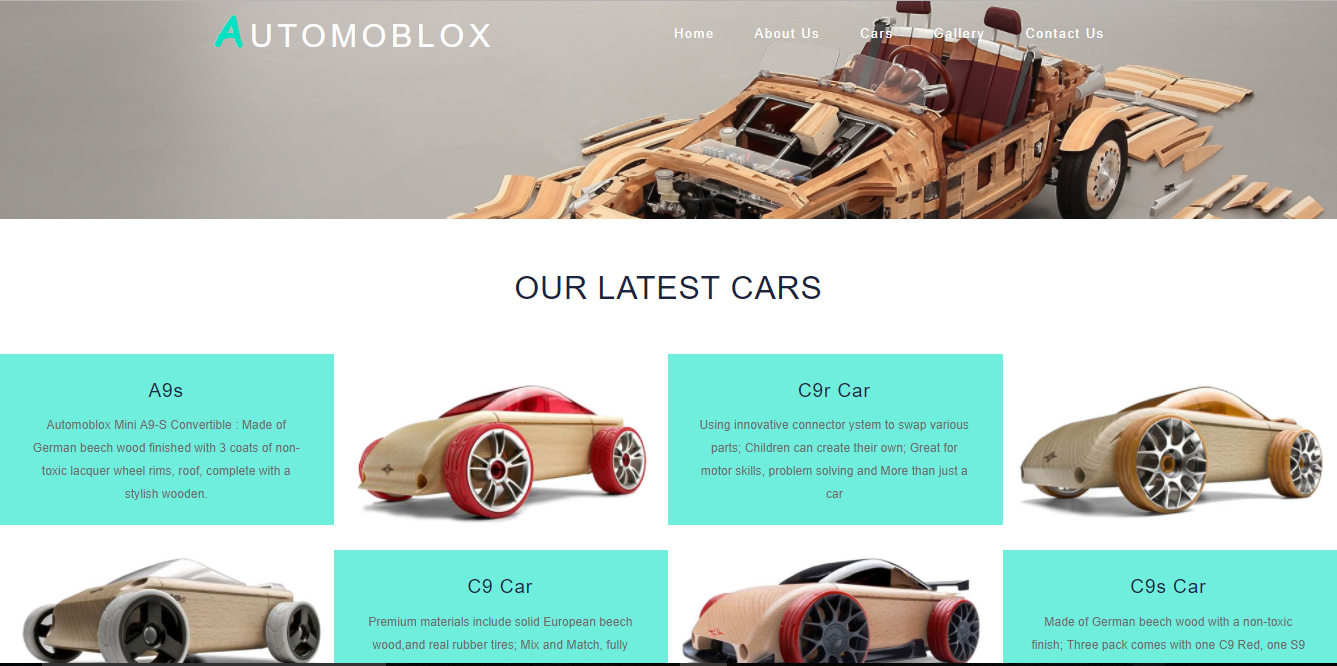 AUTOMOBLOX
Home About Us Cars Gallery Contact Us
OUR LATEST CARS
A9s
Automoblox Mini A9-S Convertible : Made of
German beech wood finished with 3 coats of non-
toxic lacquer wheel rims, roof, complete with a
stylish wooden.
C9r Car
Using innovative connector ystem to swap various
parts; Children can create their own; Great for
motor skills, problem solving and More than just a
car
C9 Car
Premium materials include solid European beech
wood,and real rubber tires; Mix and Match, fully
C9s Car
Made of German beech wood with a non-toxic
finish; Three pack comes with one C9 Red, one S9